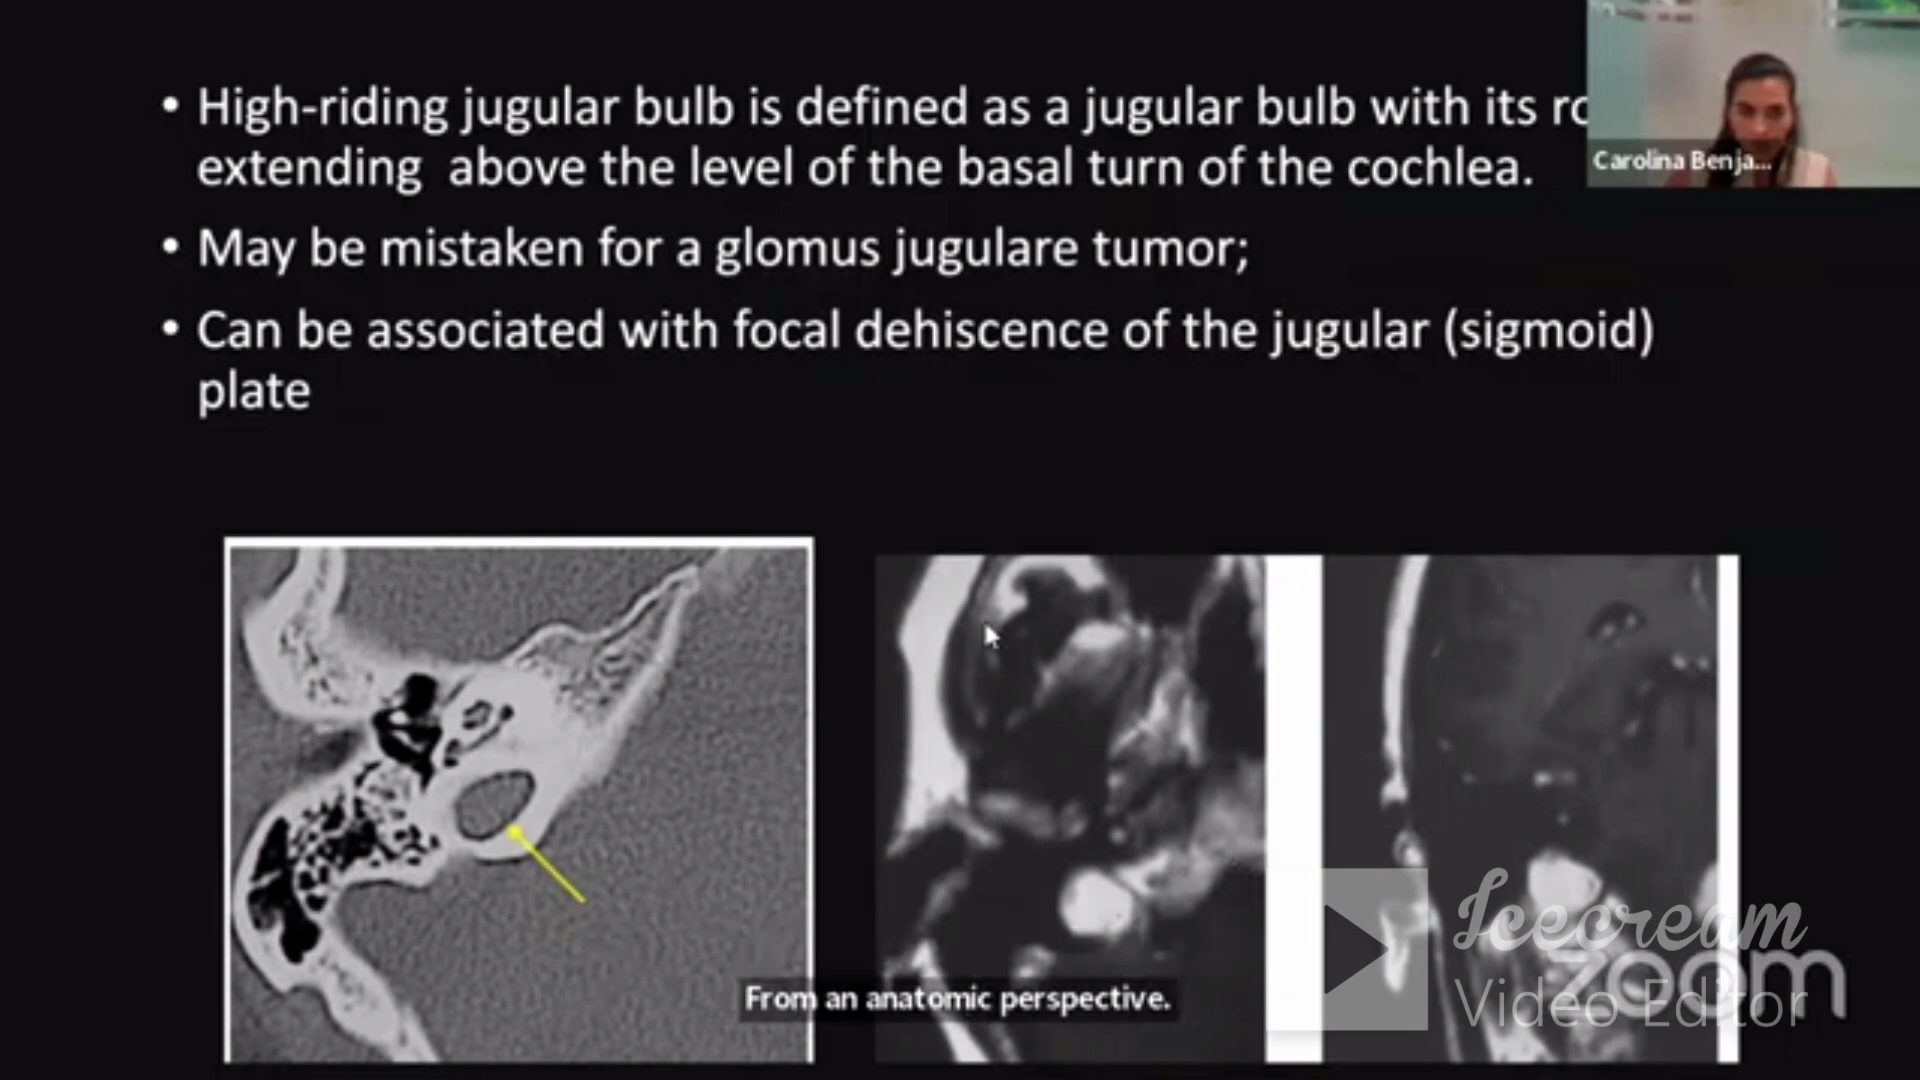 • High-riding jugular bulb is defined as a jugular bulb with its
extending above the level of the basal turn of the cochlea.
• May be mistaken for a glomus jugulare tumor;
• Can be associated with focal dehiscence of the jugular (sigmoid)
plate
Carolina Benja...
From an anatomic perspective.
Icecream
zoom
Video Editor